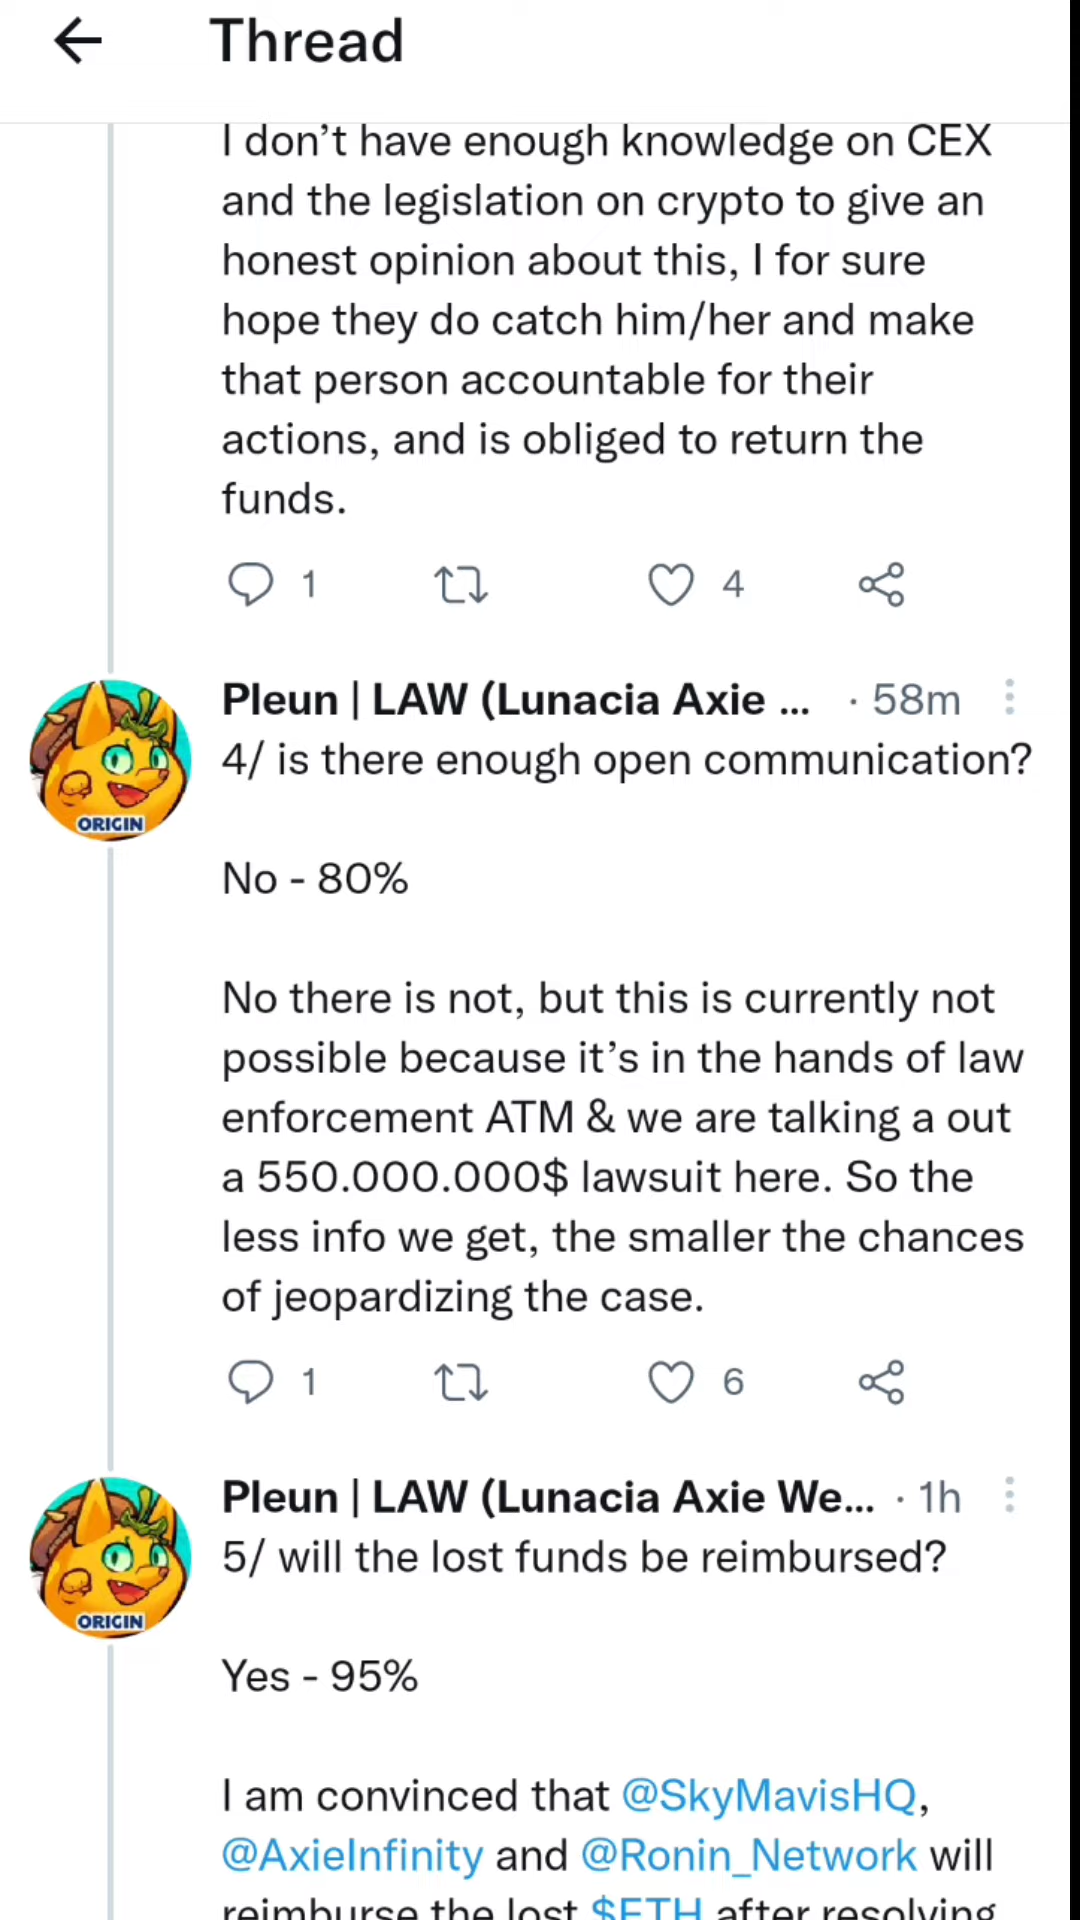 Thread
I don’t have enough knowledge on CEX
and the legislation on crypto to give an
honest opinion about this, I for sure
hope they do catch him/her and make
that person accountable for their
actions, and is obliged to return the
funds.
1 4
Pleun | LAW (Lunacia Axie ... · 58m
4/ is there enough open communication?
No - 80%
No there is not, but this is currently not
possible because it’s in the hands of law
enforcement ATM & we are talking a out
a 550.000.000$ lawsuit here. So the
less info we get, the smaller the chances
of jeopardizing the case.
1 6
ORIGIN
Pleun | LAW (Lunacia Axie We... · 1h
5/ will the lost funds be reimbursed?
Yes - 95%
I am convinced that @SkyMavisHQ,
@AxieInfinity and @Ronin_Network will
reimburse the lost $ETH after resolving
ORIGIN